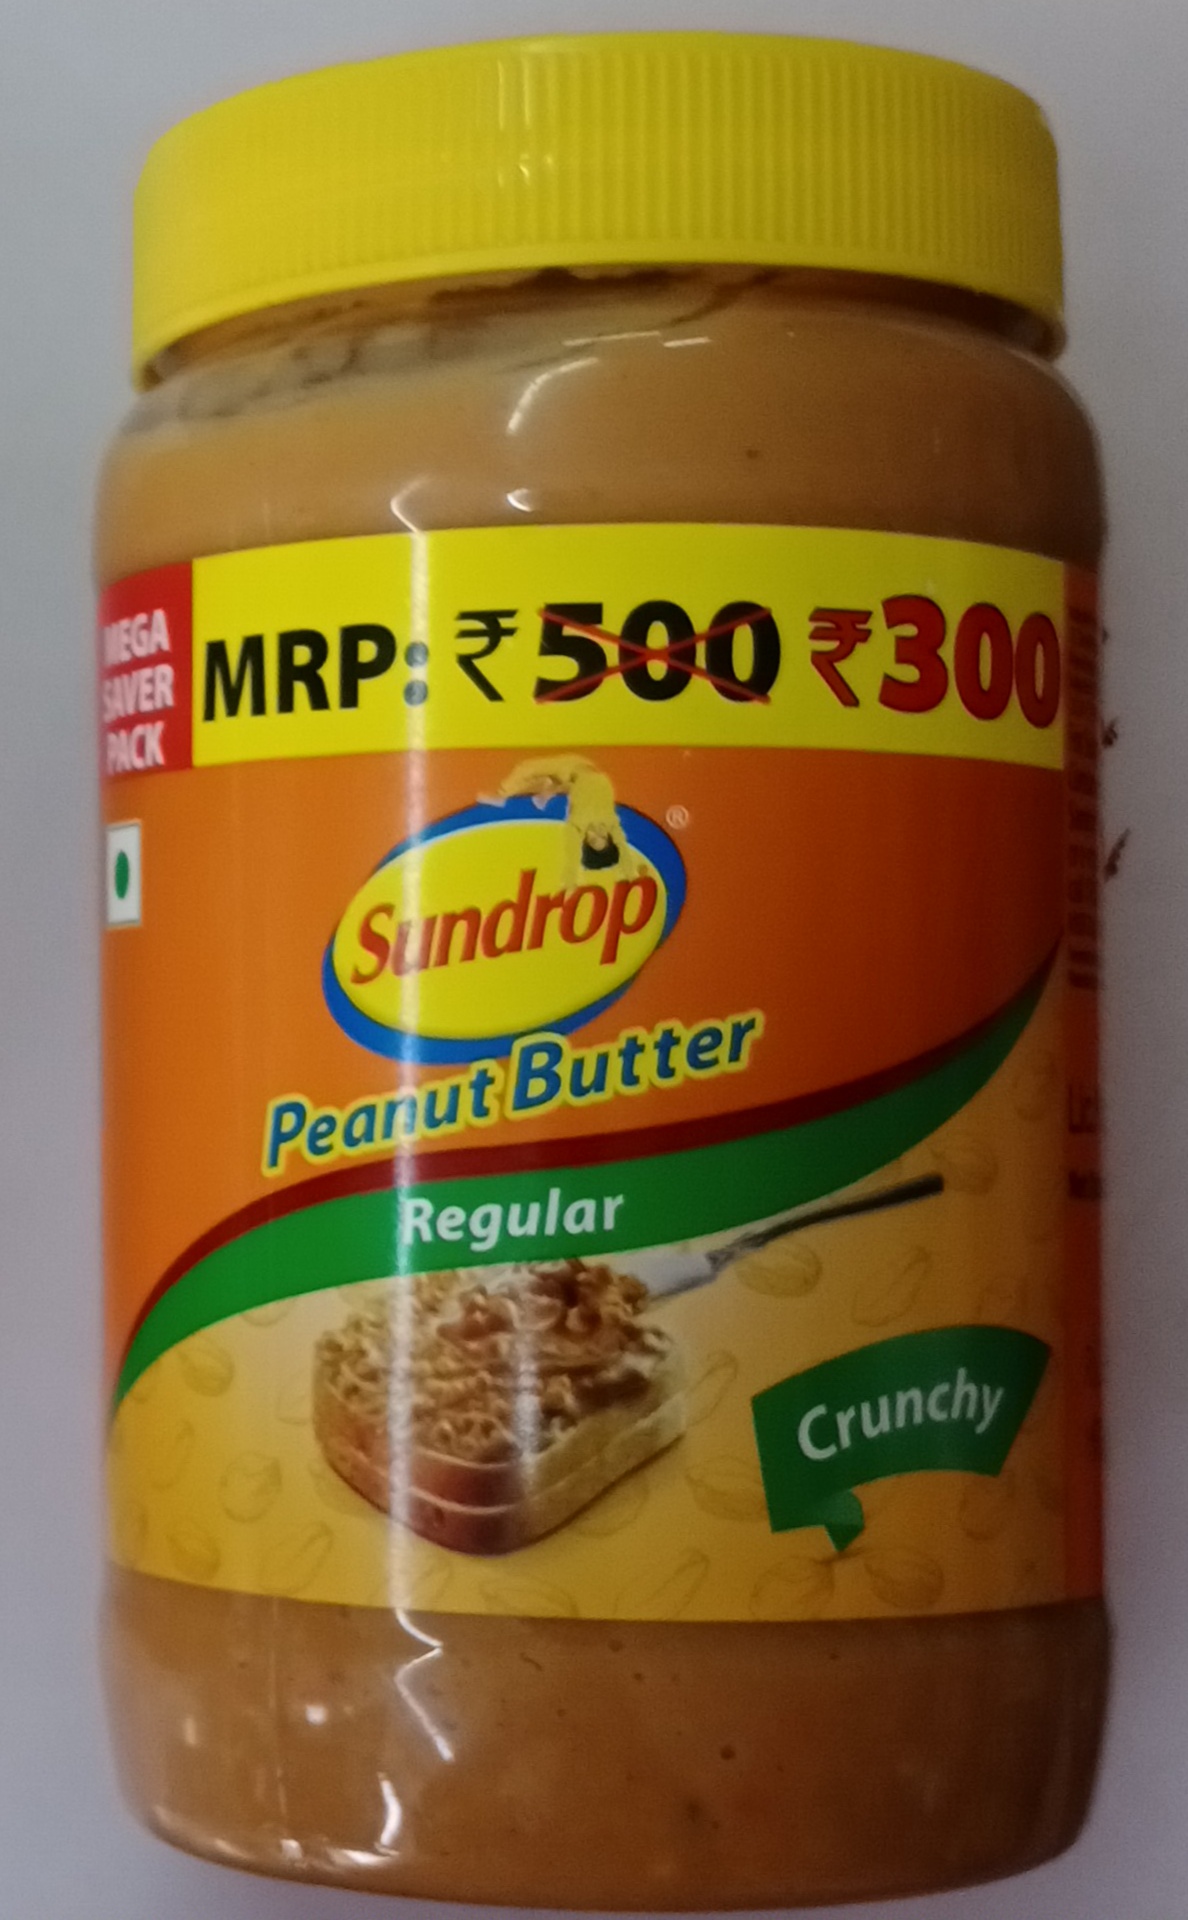 MEGA
SAVER
PACK
MRP: ₹500 ₹300
Sundrop®
Peanut Butter
Regular
Crunchy